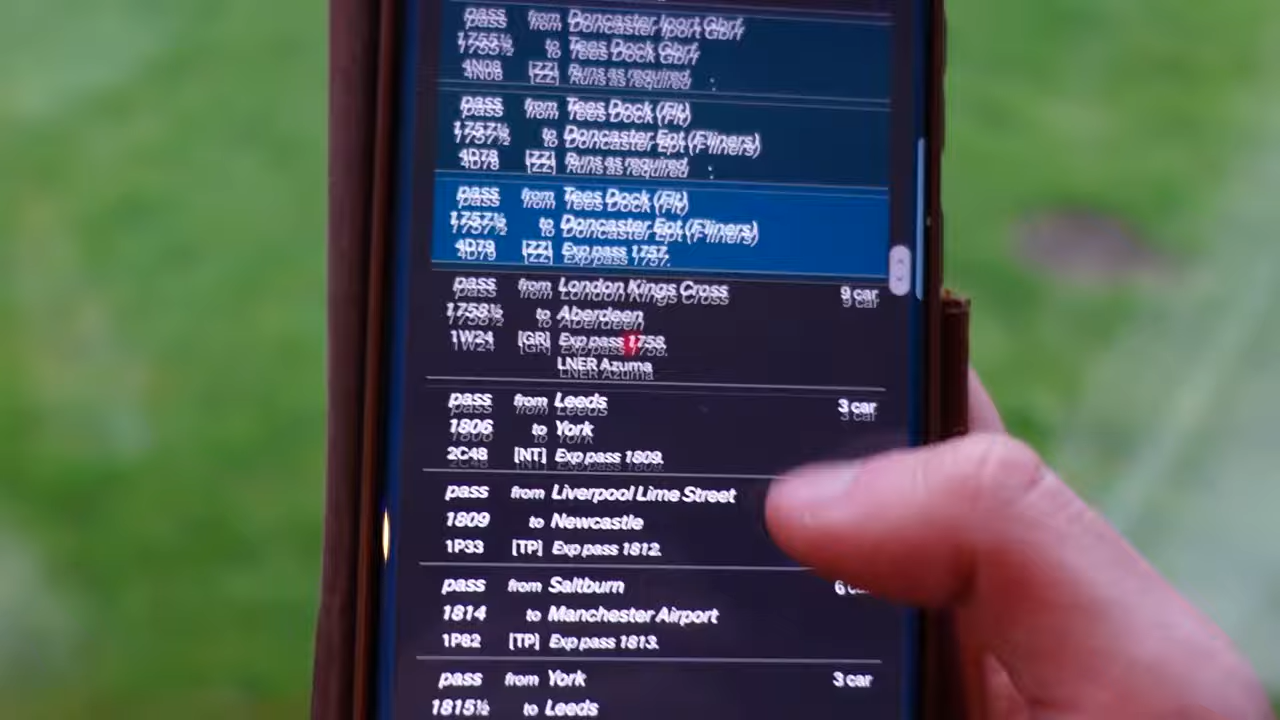 pass from Doncaster Iport Gbrf
1755½ to Tees Dock Gbrf
4N08 [ZZ] Runs as required
pass from Tees Dock (Flt)
1757½ to Doncaster Ept (F'liners)
4D78 [ZZ] Runs as required
pass from Tees Dock (Flt)
1757½ to Doncaster Ept (F'liners)
4D79 [ZZ] Exp pass 1757.
pass from London Kings Cross 9 car
1758½ to Aberdeen
1W24 [GR] Exp pass 1758.
LNER Azuma
pass from Leeds 3 car
1806 to York
2C48 [NT] Exp pass 1809.
pass from Liverpool Lime Street
1809 to Newcastle
1P33 [TP] Exp pass 1812.
pass from Saltburn 6
1814 to Manchester Airport
1P82 [TP] Exp pass 1813.
pass from York 3 car
1815½ to Leeds